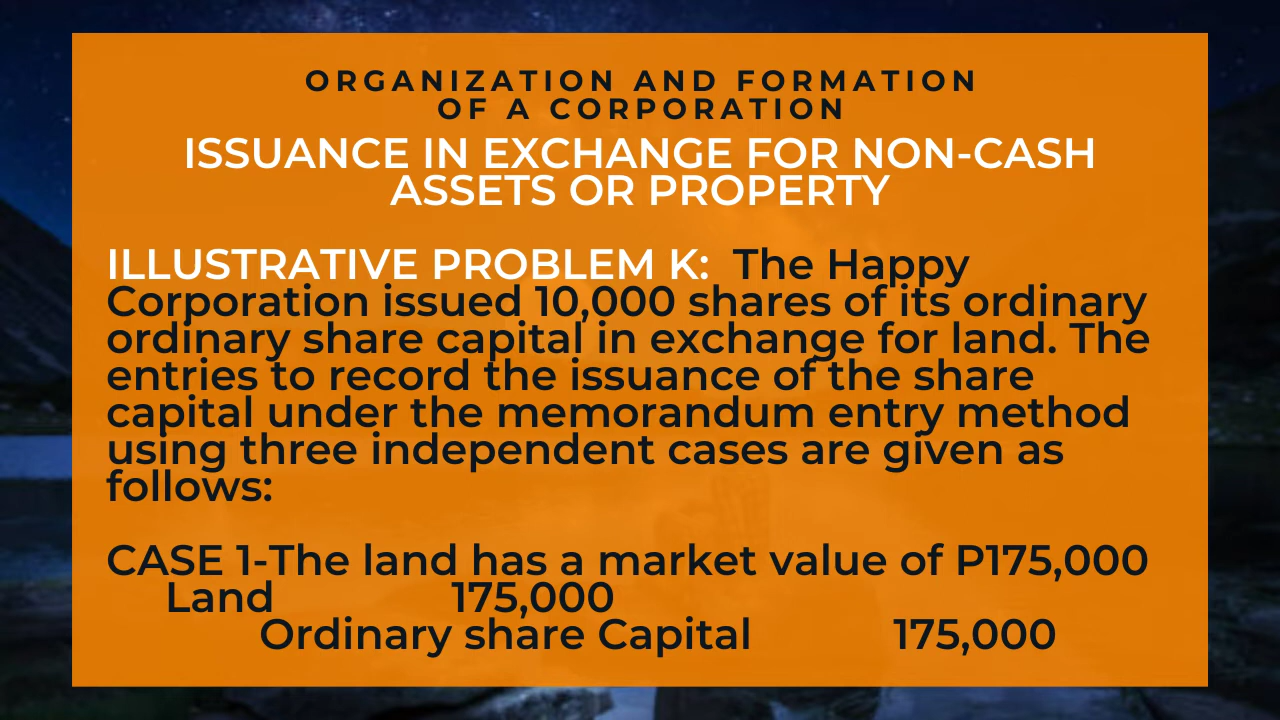 ORGANIZATION AND FORMATION
OF A CORPORATION
ISSUANCE IN EXCHANGE FOR NON-CASH
ASSETS OR PROPERTY
ILLUSTRATIVE PROBLEM K: The Happy
Corporation issued 10,000 shares of its ordinary
ordinary share capital in exchange for land. The
entries to record the issuance of the share
capital under the memorandum entry method
using three independent cases are given as
follows:
CASE 1-The land has a market value of P175,000
Land 175,000
Ordinary share Capital 175,000